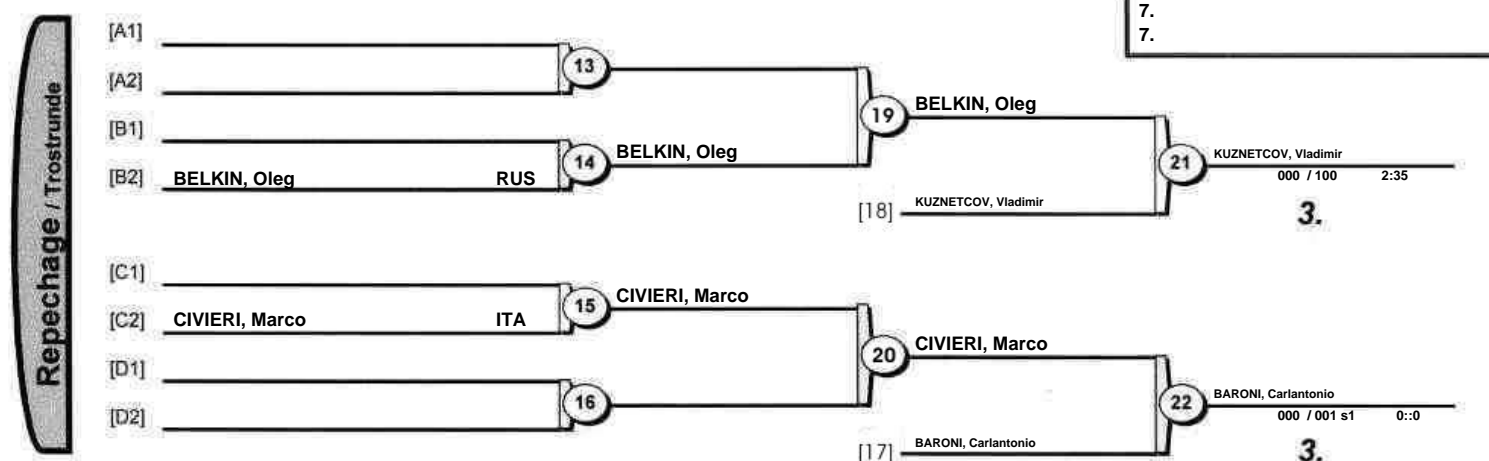 7.
7.
Repechage / Trostrunde
[A1]
[A2]
13
[B1]
[B2] BELKIN, Oleg RUS
14
BELKIN, Oleg
19
BELKIN, Oleg
[18] KUZNETCOV, Vladimir
21
KUZNETCOV, Vladimir
000 / 100 2:35
3.
[C1]
[C2] CIVIERI, Marco ITA
15
CIVIERI, Marco
[D1]
[D2]
16
20
CIVIERI, Marco
[17] BARONI, Carlantonio
22
BARONI, Carlantonio
000 / 001 s1 0::0
3.